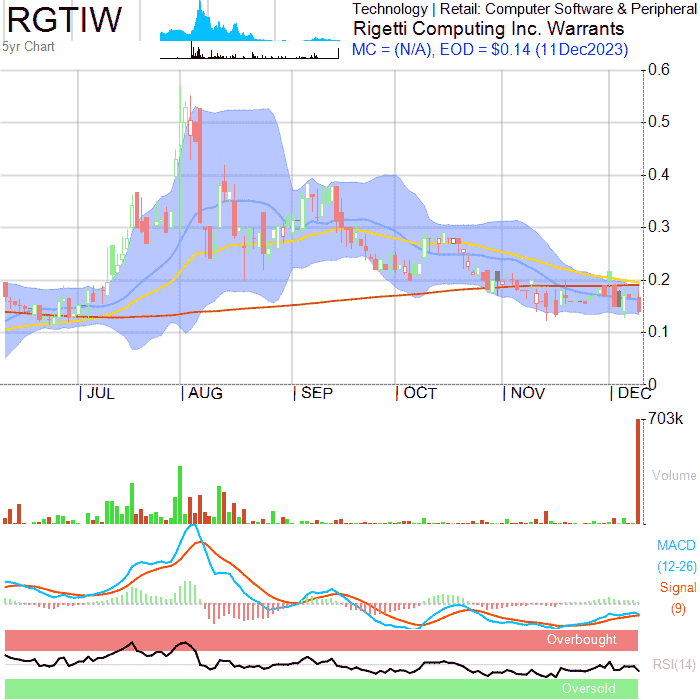 RGTIW
5yr Chart
Technology | Retail: Computer Software & Peripheral
Rigetti Computing Inc. Warrants
MC = (N/A), EOD = $0.14 (11Dec2023)
0.6
0.5
0.4
0.3
0.2
0.1
0
JUL
AUG
SEP
OCT
NOV
DEC
703k
Volume
MACD
(12-26)
Signal
(9)
Overbought
RSI(14)
Oversold